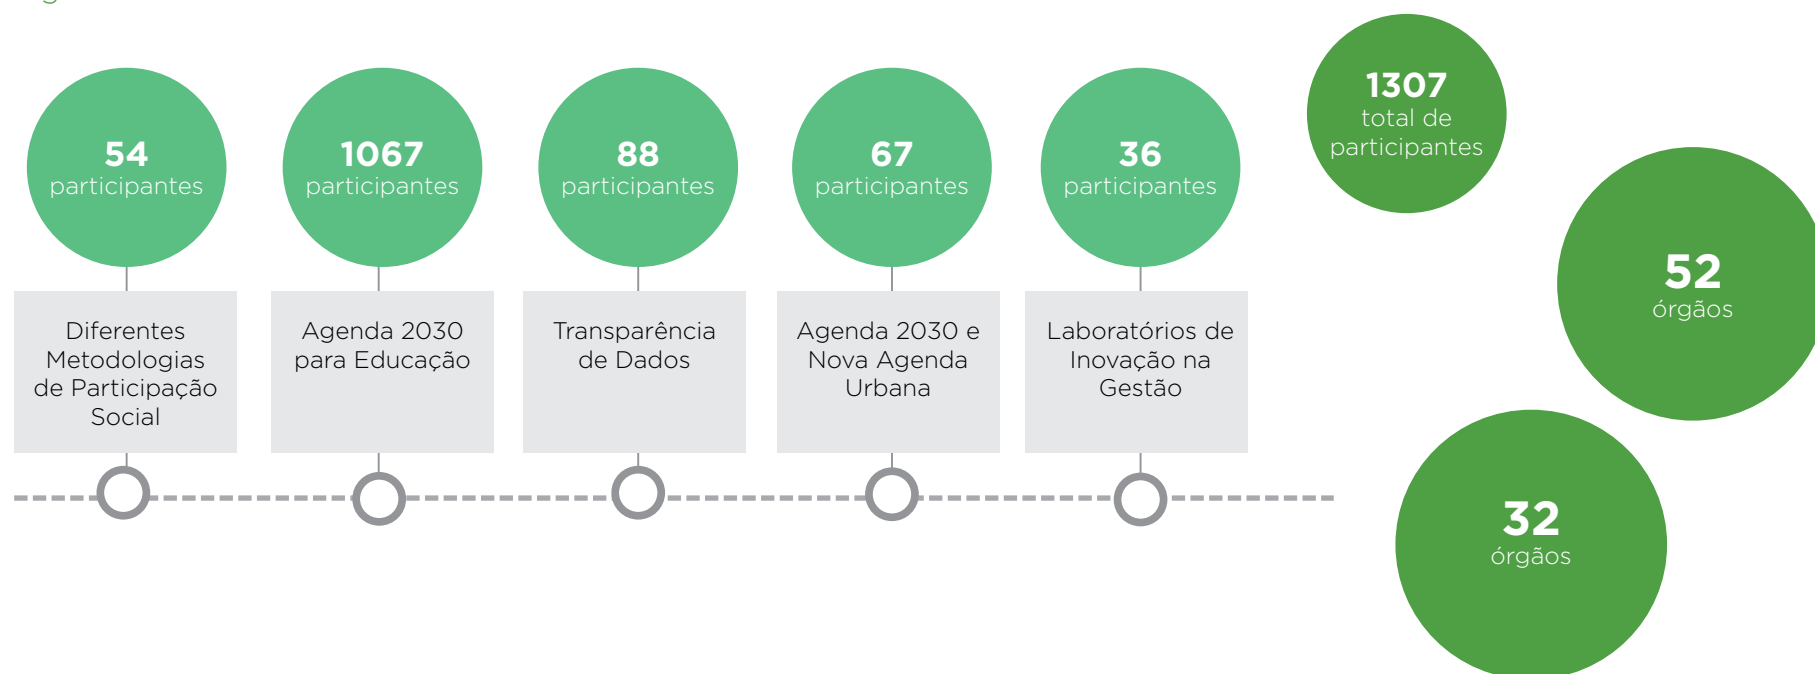 54
participantes
1067
participantes
88
participantes
67
participantes
36
participantes
1307
total de
participantes
52
órgãos
32
órgãos
Diferentes
Metodologias
de Participação
Social
Agenda 2030
para Educação
Transparência
de Dados
Agenda 2030 e
Nova Agenda
Urbana
Laboratórios de
Inovação na
Gestão